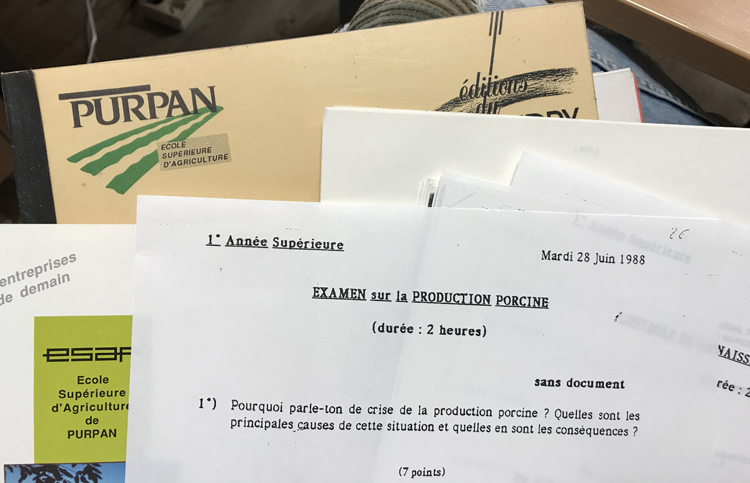 PURPAN
ECOLE
SUPERIEURE
D'AGRICULTURE
éditions
du
entreprises
de demain
esap
Ecole
Supérieure
d'Agriculture
de
PURPAN
1° Année Supérieure
Mardi 28 Juin 1988
EXAMEN sur la PRODUCTION PORCINE
(durée : 2 heures)
sans document
1°) Pourquoi parle-ton de crise de la production porcine ? Quelles sont les
principales causes de cette situation et quelles en sont les conséquences ?
(7 points)
NAISS
rée : 2